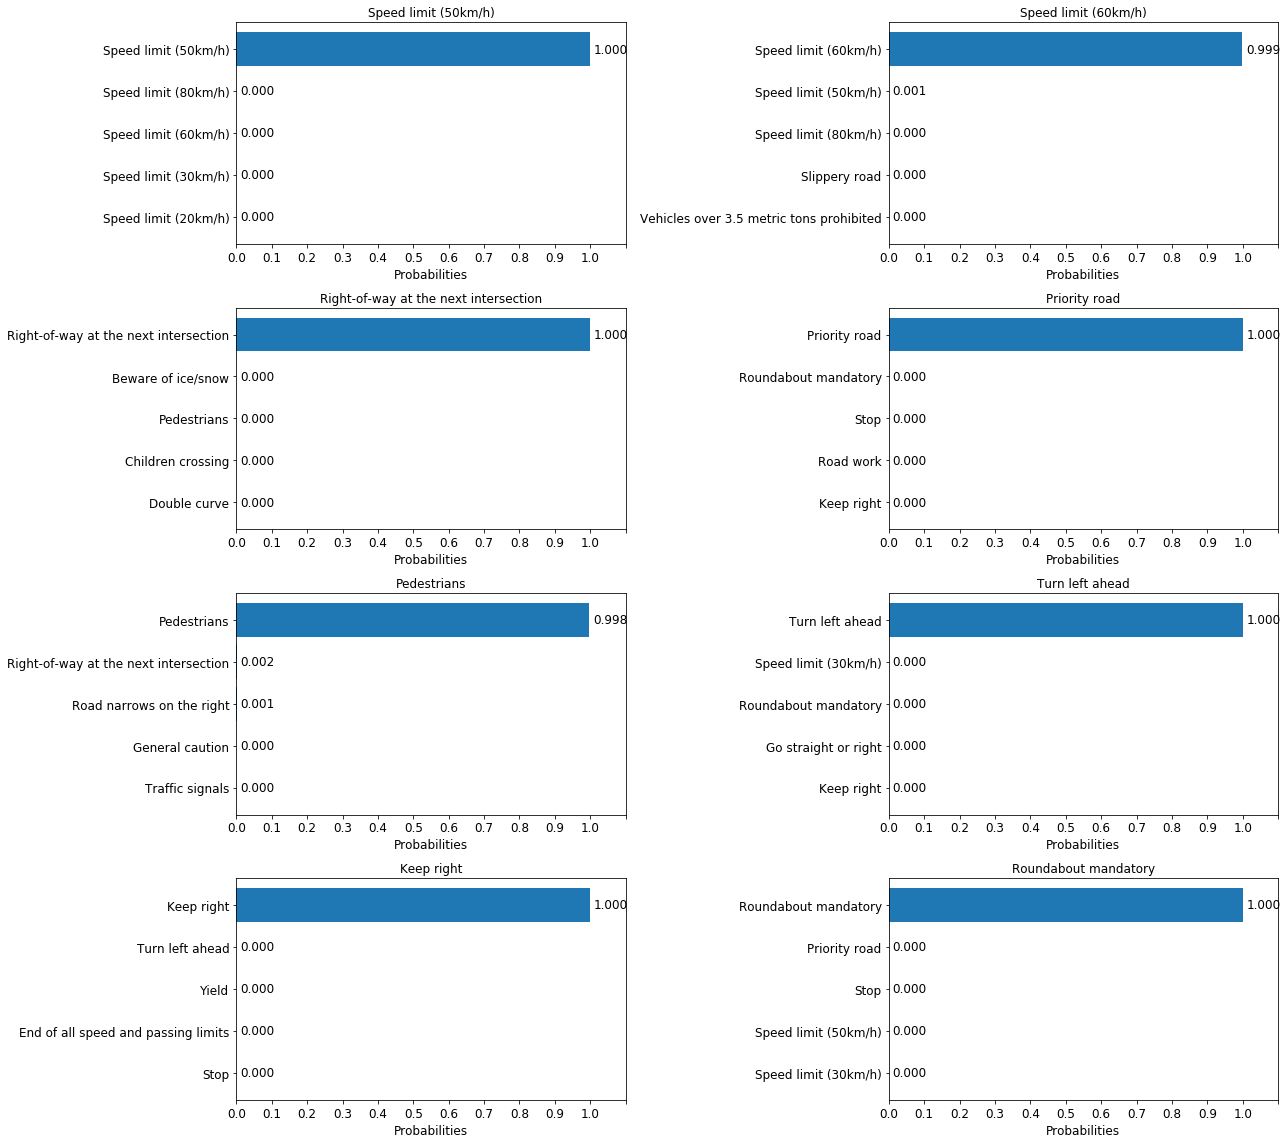 Speed limit (50km/h)
Speed limit (50km/h) 1.000
Speed limit (80km/h) 0.000
Speed limit (60km/h) 0.000
Speed limit (30km/h) 0.000
Speed limit (20km/h) 0.000
0.0 0.1 0.2 0.3 0.4 0.5 0.6 0.7 0.8 0.9 1.0
Probabilities
Speed limit (60km/h)
Speed limit (60km/h) 0.999
Speed limit (50km/h) 0.001
Speed limit (80km/h) 0.000
Slippery road 0.000
Vehicles over 3.5 metric tons prohibited 0.000
0.0 0.1 0.2 0.3 0.4 0.5 0.6 0.7 0.8 0.9 1.0
Probabilities
Right-of-way at the next intersection
Right-of-way at the next intersection 1.000
Beware of ice/snow 0.000
Pedestrians 0.000
Children crossing 0.000
Double curve 0.000
0.0 0.1 0.2 0.3 0.4 0.5 0.6 0.7 0.8 0.9 1.0
Probabilities
Priority road
Priority road 1.000
Roundabout mandatory 0.000
Stop 0.000
Road work 0.000
Keep right 0.000
0.0 0.1 0.2 0.3 0.4 0.5 0.6 0.7 0.8 0.9 1.0
Probabilities
Pedestrians
Pedestrians 0.998
Right-of-way at the next intersection 0.002
Road narrows on the right 0.001
General caution 0.000
Traffic signals 0.000
0.0 0.1 0.2 0.3 0.4 0.5 0.6 0.7 0.8 0.9 1.0
Probabilities
Turn left ahead
Turn left ahead 1.000
Speed limit (30km/h) 0.000
Roundabout mandatory 0.000
Go straight or right 0.000
Keep right 0.000
0.0 0.1 0.2 0.3 0.4 0.5 0.6 0.7 0.8 0.9 1.0
Probabilities
Keep right
Keep right 1.000
Turn left ahead 0.000
Yield 0.000
End of all speed and passing limits 0.000
Stop 0.000
0.0 0.1 0.2 0.3 0.4 0.5 0.6 0.7 0.8 0.9 1.0
Probabilities
Roundabout mandatory
Roundabout mandatory 1.000
Priority road 0.000
Stop 0.000
Speed limit (50km/h) 0.000
Speed limit (30km/h) 0.000
0.0 0.1 0.2 0.3 0.4 0.5 0.6 0.7 0.8 0.9 1.0
Probabilities